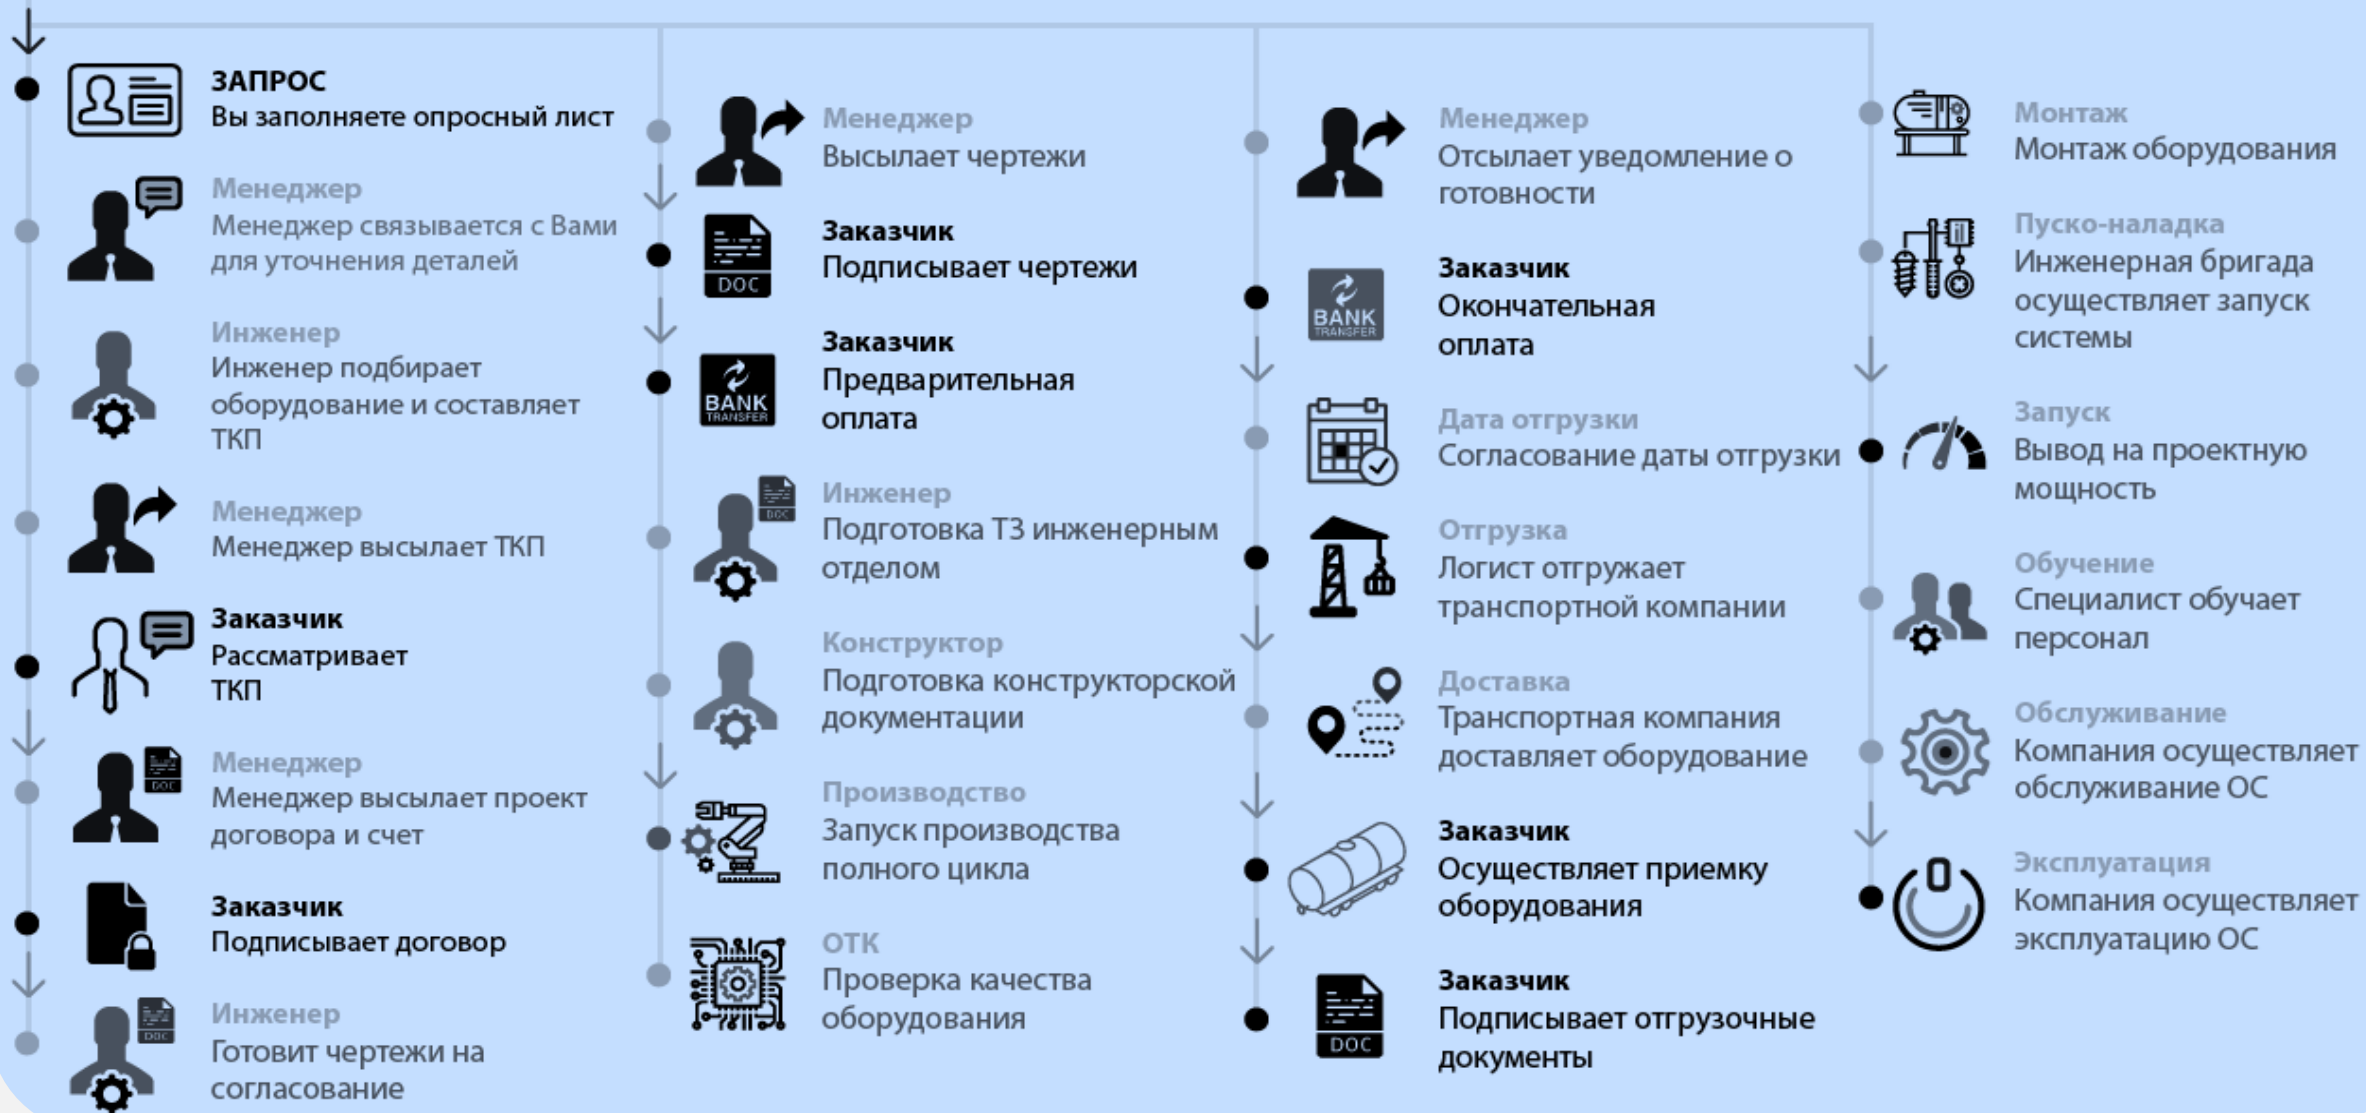 ЗАПРОС
Вы заполняете опросный лист
Менеджер
Менеджер связывается с Вами
для уточнения деталей
Инженер
Инженер подбирает
оборудование и составляет
ТКП
Менеджер
Менеджер высылает ТКП
Заказчик
Рассматривает
ТКП
Менеджер
Менеджер высылает проект
договора и счет
DOC
Заказчик
Подписывает договор
Инженер
Готовит чертежи на
согласование
DOC
Менеджер
Высылает чертежи
Заказчик
Подписывает чертежи
DOC
Заказчик
Предварительная
оплата
BANK
TRANSFER
Инженер
Подготовка ТЗ инженерным
отделом
DOC
Конструктор
Подготовка конструкторской
документации
Производство
Запуск производства
полного цикла
ОТК
Проверка качества
оборудования
Менеджер
Отсылает уведомление о
готовности
Заказчик
Окончательная
оплата
BANK
TRANSFER
Дата отгрузки
Согласование даты отгрузки
Отгрузка
Логист отгружает
транспортной компании
Доставка
Транспортная компания
доставляет оборудование
Заказчик
Осуществляет приемку
оборудования
Заказчик
Подписывает отгрузочные
документы
DOC
Монтаж
Монтаж оборудования
Пуско-наладка
Инженерная бригада
осуществляет запуск
системы
Запуск
Вывод на проектную
мощность
Обучение
Специалист обучает
персонал
Обслуживание
Компания осуществляет
обслуживание ОС
Эксплуатация
Компания осуществляет
эксплуатацию ОС